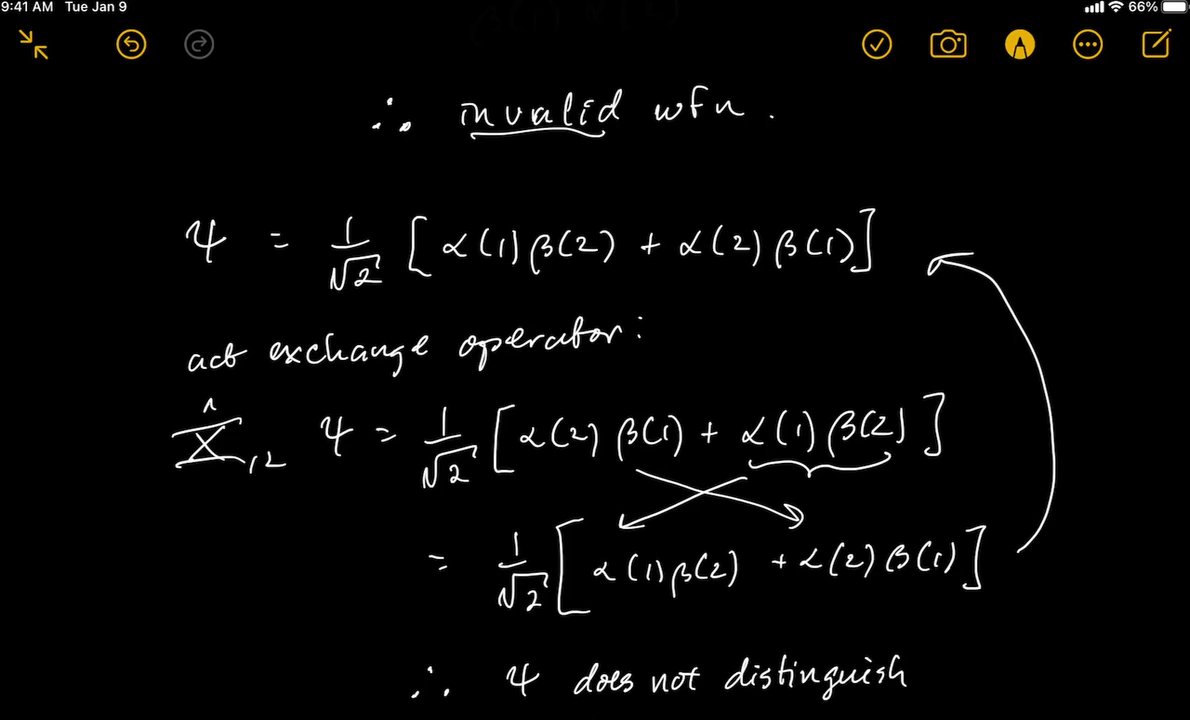 9:41 AM Tue Jan 9 66%
∴ invalid wfn.
Ψ = 1/√2 [α(1)β(2) + α(2)β(1)]
act exchange operator:
X̂₁₂ Ψ = 1/√2 [α(2)β(1) + α(1)β(2)]
= 1/√2 [α(1)β(2) + α(2)β(1)]
∴ Ψ does not distinguish